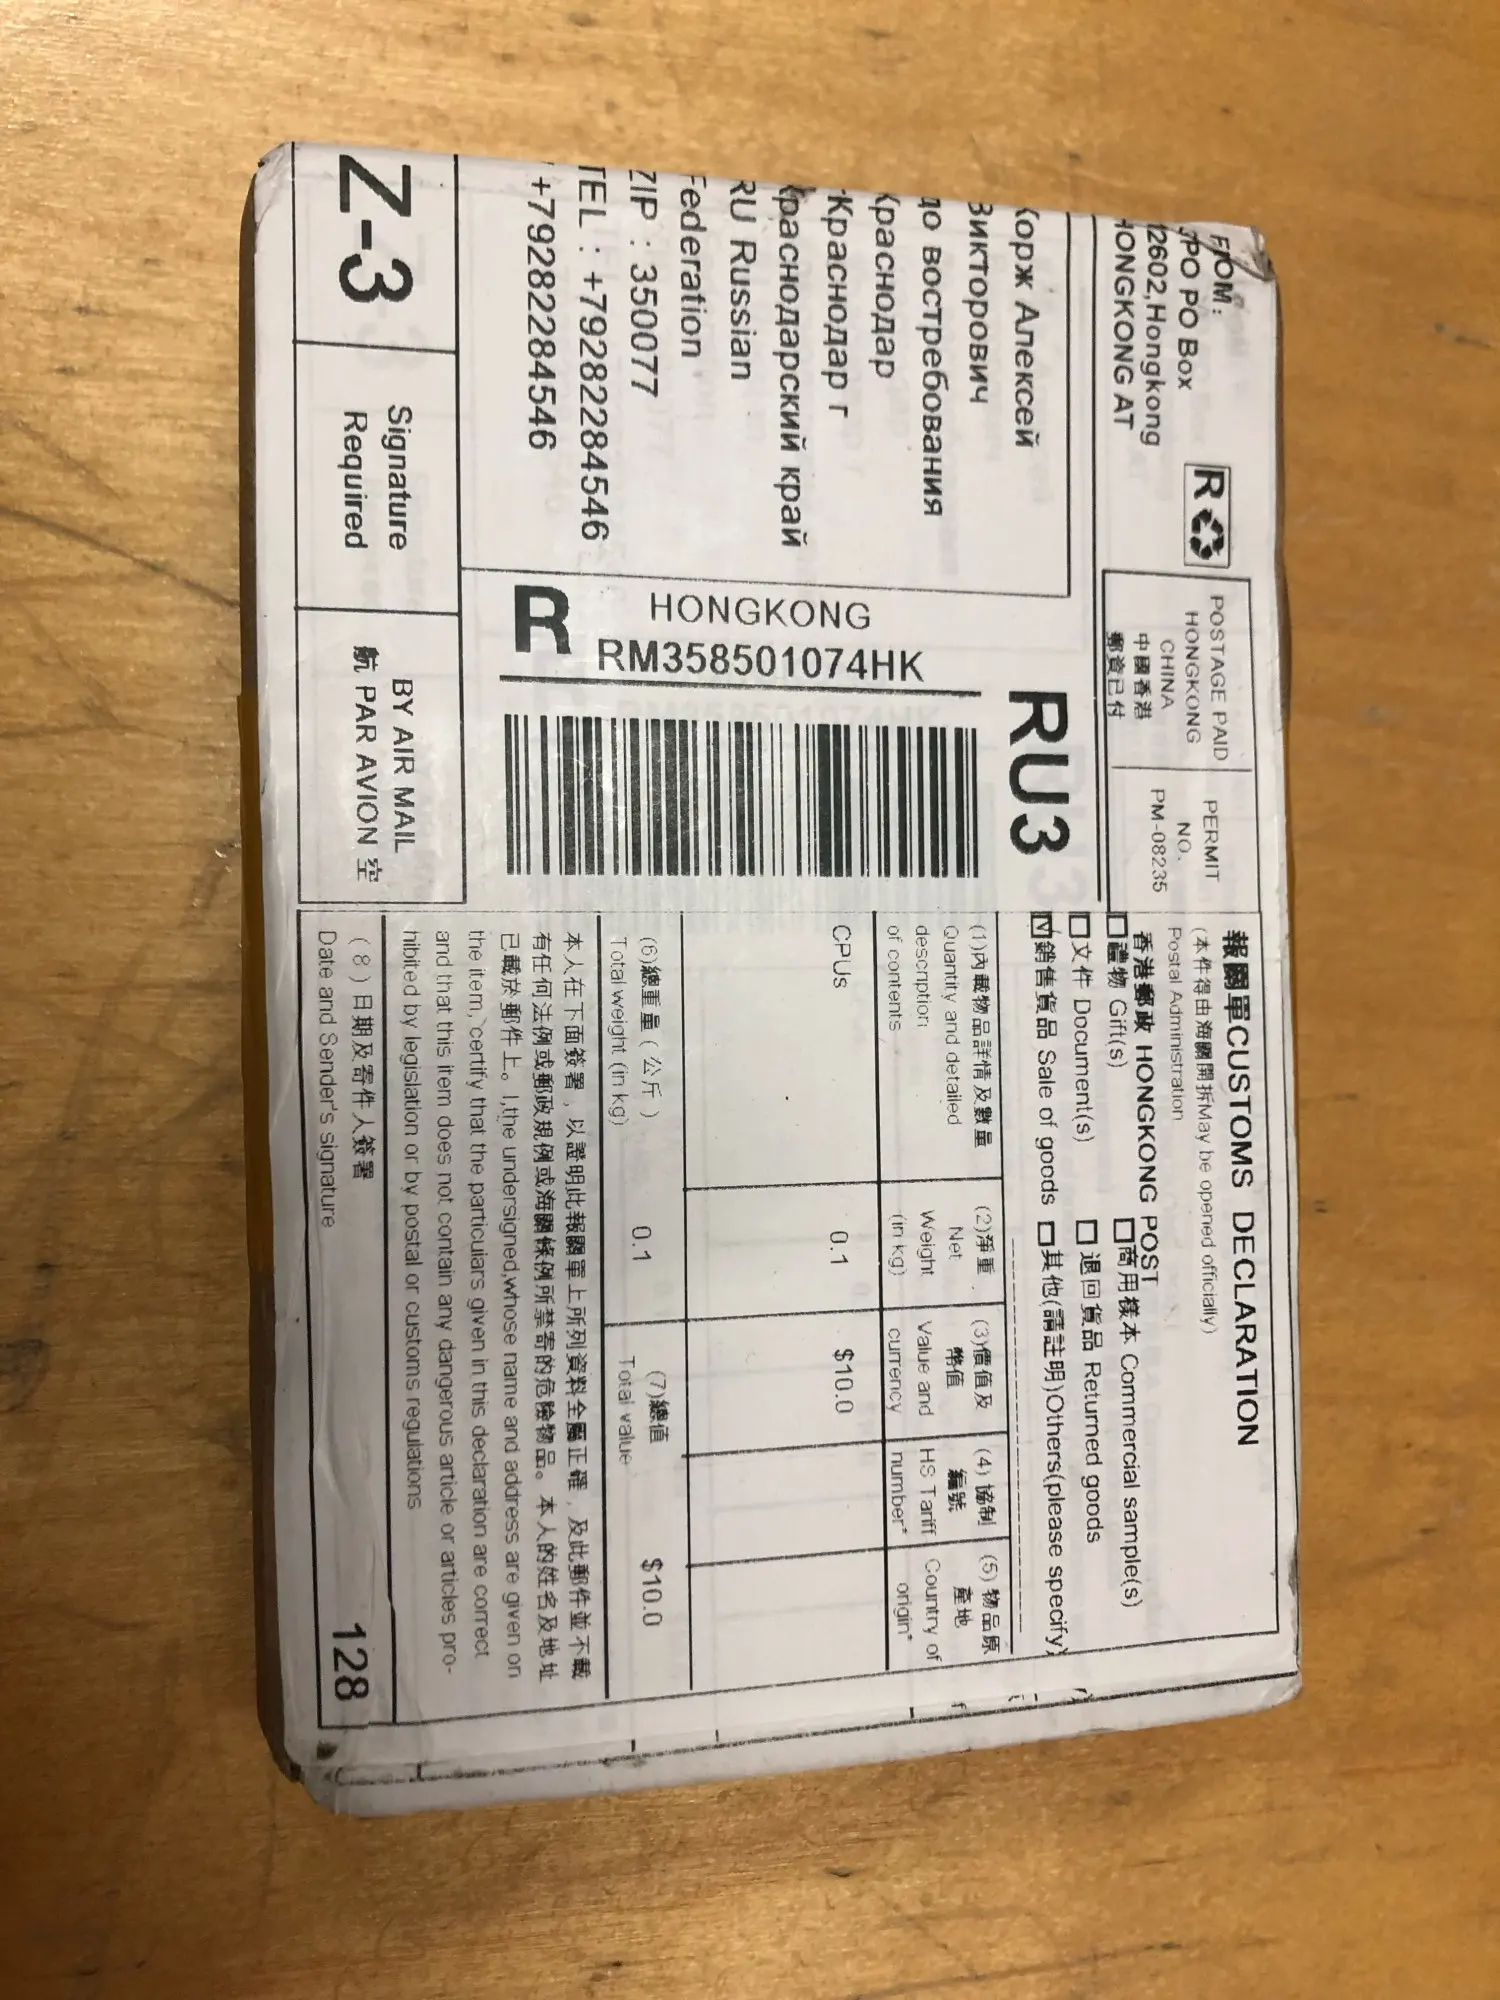 FROM:
GPO PO Box
12602,Hongkong
HONGKONG AT
R
POSTAGE PAID
HONGKONG
CHINA
中國香港
郵資已付
PERMIT
NO.
PM-08235
Корж Алексей
Викторович
до востребования
Краснодар
Краснодар г
Краснодарский край
RU Russian
Federation
ZIP : 350077
TEL : +79282284546
+79282284546
RU3
HONGKONG
RM358501074HK
R
Z-3
Signature
Required
BY AIR MAIL
航 PAR AVION 空
報關單CUSTOMS DECLARATION
(本件得由海關開拆May be opened officially)
Postal Administration
香港郵政 HONGKONG POST
禮物 Gift(s)
商用樣本 Commercial sample(s)
文件 Document(s)
退回貨品 Returned goods
銷售貨品 Sale of goods
其他(請註明)Others(please specify)
(1)內載物品詳情及數量
Quantity and detailed
description
of contents
(2)淨重
Net
Weight
(in kg)
(3)價值及
幣值
Value and
currency
(4) 協制
編號
HS Tariff
number*
(5) 物品原
產地
Country of
origin*
CPUs
0.1
$10.0
(6)總重量 ( 公斤 )
Total weight (in kg)
0.1
(7)總值
Total value
$10.0
本人在下面簽署，以證明此報關單上所列資料全屬正確，及此郵件並不載
有任何法例或郵政規例或海關條例所禁寄的危險物品。本人的姓名及地址
已載於郵件上。I,the undersigned,whose name and address are given on
the item,`certify that the particulars given in this declaration are correct
and that this item does not contain any dangerous article or articles pro-
hibited by legislation or by postal or customs regulations
( 8 ) 日期及寄件人簽署
Date and Sender's signature
128